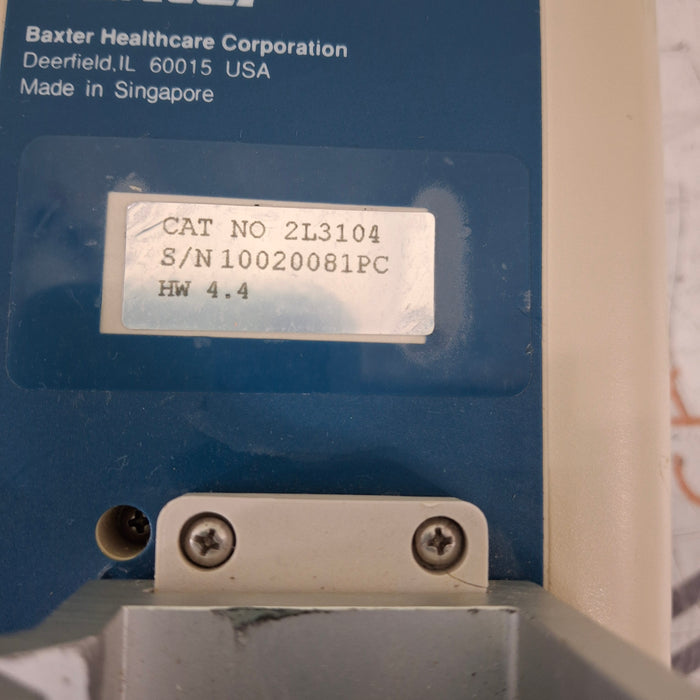 Baxter Healthcare Corporation
Deerfield, IL 60015 USA
Made in Singapore
CAT NO 2L3104
S/N 10020081PC
HW 4.4